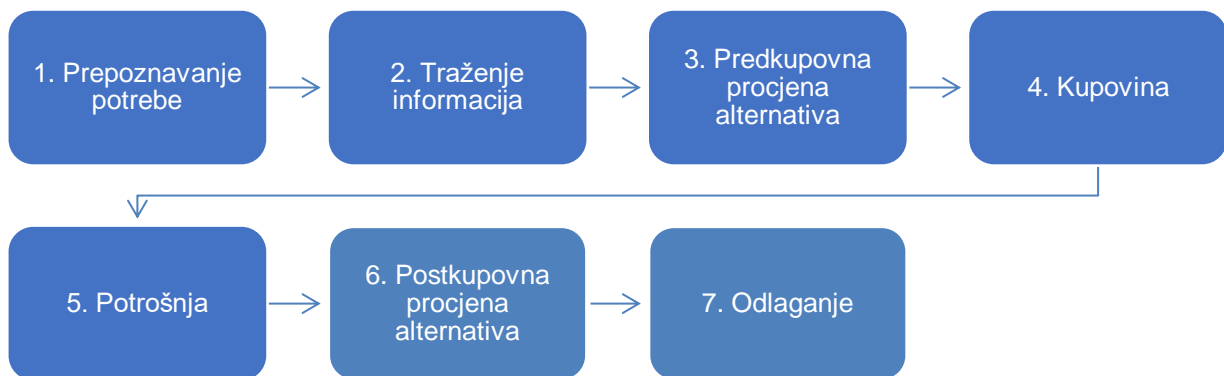 1. Prepoznavanje
potrebe
2. Traženje
informacija
3. Predkupovna
procjena
alternativa
4. Kupovina
5. Potrošnja
6. Postkupovna
procjena
alternativa
7. Odlaganje